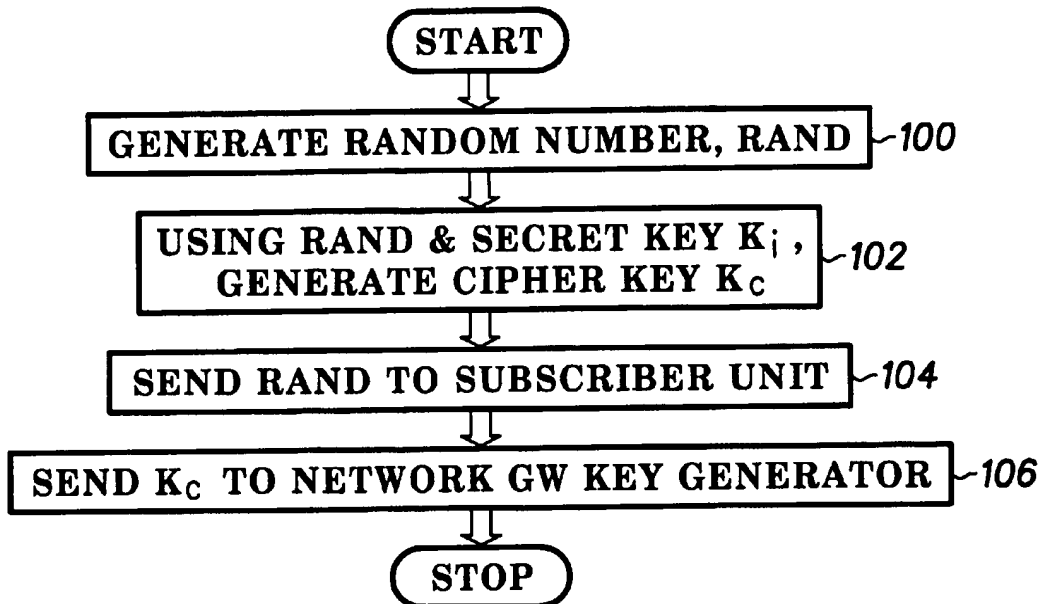 START
GENERATE RANDOM NUMBER, RAND
100
USING RAND & SECRET KEY Ki,
GENERATE CIPHER KEY KC
102
SEND RAND TO SUBSCRIBER UNIT
104
SEND KC TO NETWORK GW KEY GENERATOR
106
STOP